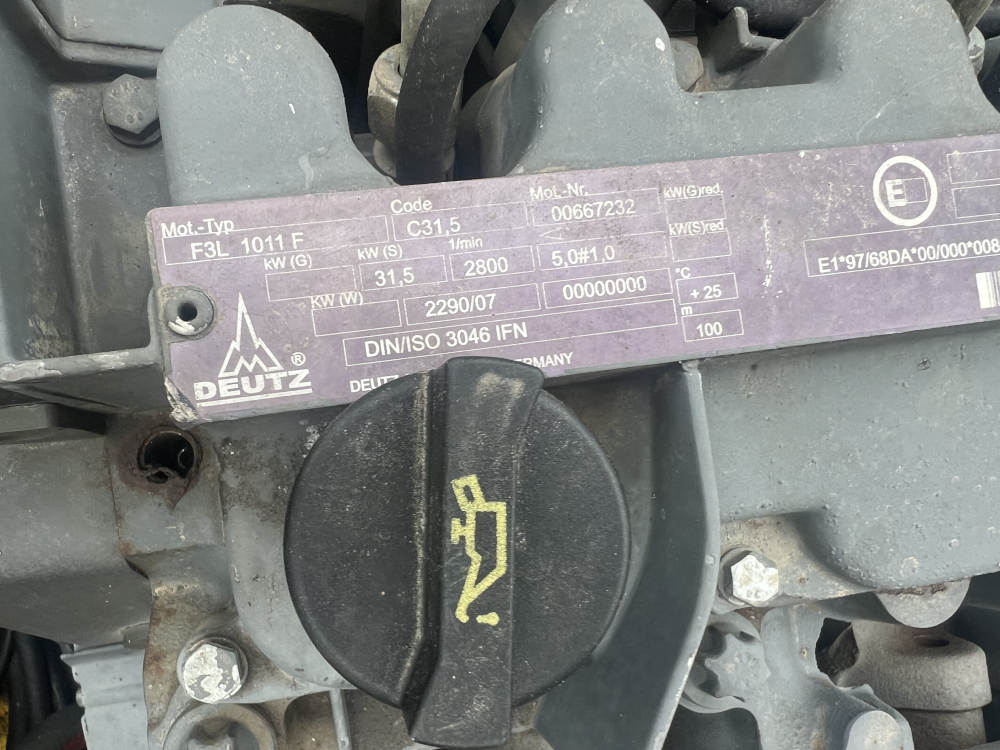 Mot.-Typ Code Mot.-Nr. kW(G)red.
F3L 1011 F C31,5 00667232
kW (G) kW (S) 1/min kW(S)red.
31,5 2800 5,0#1,0
kW (W) 2290/07 00000000 °C + 25
DIN/ISO 3046 IFN m 100
DEUTZ ®
DEUTZ
E
E1*97/68DA*00/000*008